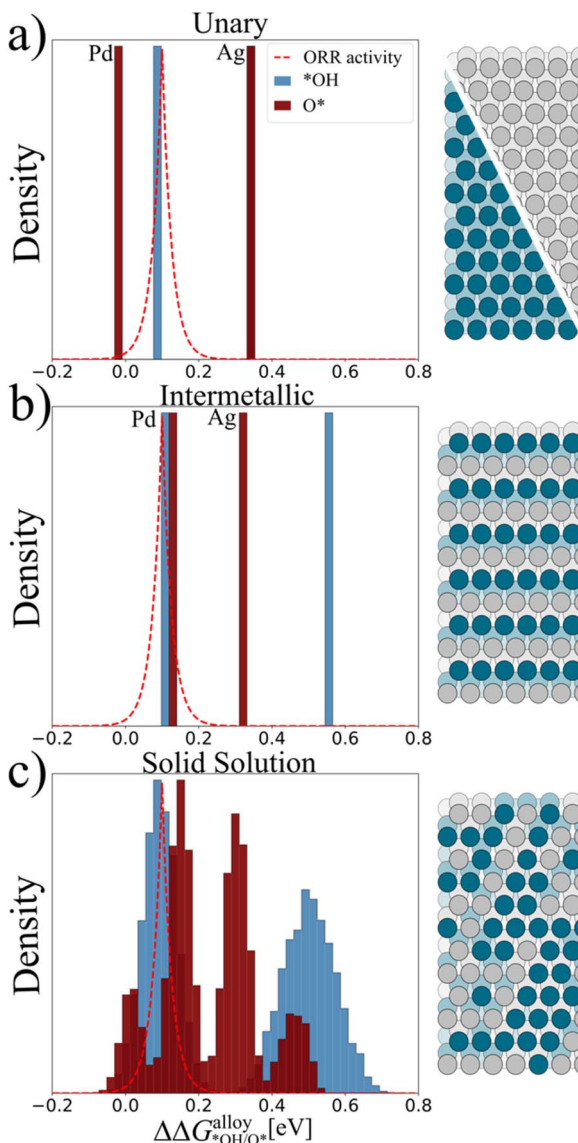 a)
Unary
Pd
Ag
ORR activity
*OH
O*
Density
−0.2 0.0 0.2 0.4 0.6 0.8
b)
Intermetallic
Pd
Ag
Density
−0.2 0.0 0.2 0.4 0.6 0.8
c)
Solid Solution
Density
−0.2 0.0 0.2 0.4 0.6 0.8
ΔΔG^alloy_*OH/O* [eV]